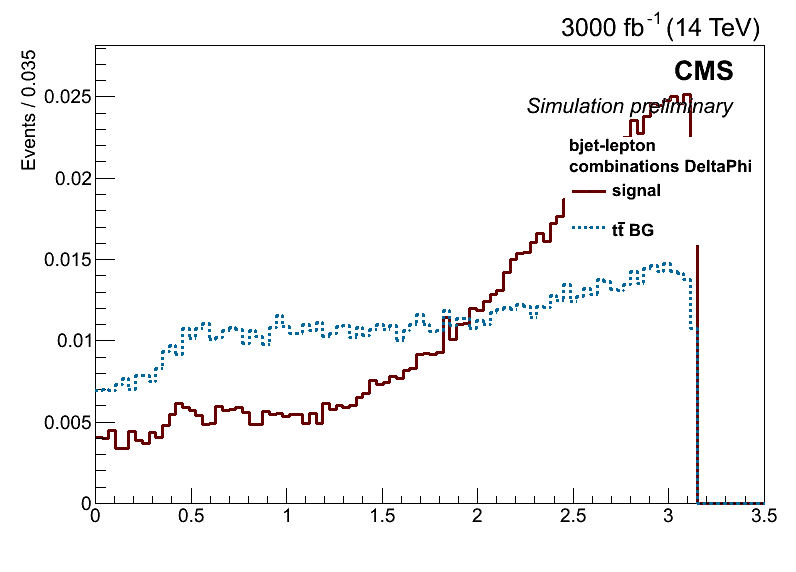 3000 fb⁻¹ (14 TeV)
CMS
Simulation preliminary
Events / 0.035
bjet-lepton
combinations DeltaPhi
signal
tt̄ BG
0.025
0.02
0.015
0.01
0.005
0
0 0.5 1 1.5 2 2.5 3 3.5